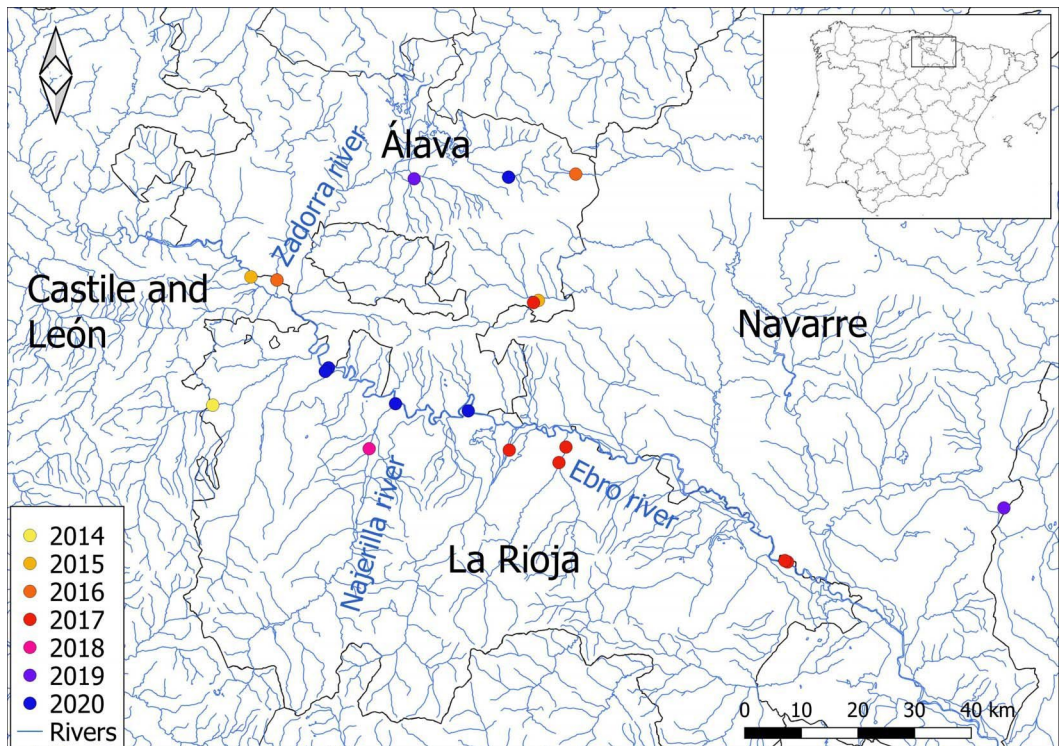 Álava
Zadorra river
Castile and
León
Navarre
Ebro river
Najerilla river
La Rioja
2014
2015
2016
2017
2018
2019
2020
Rivers
0 10 20 30 40 km